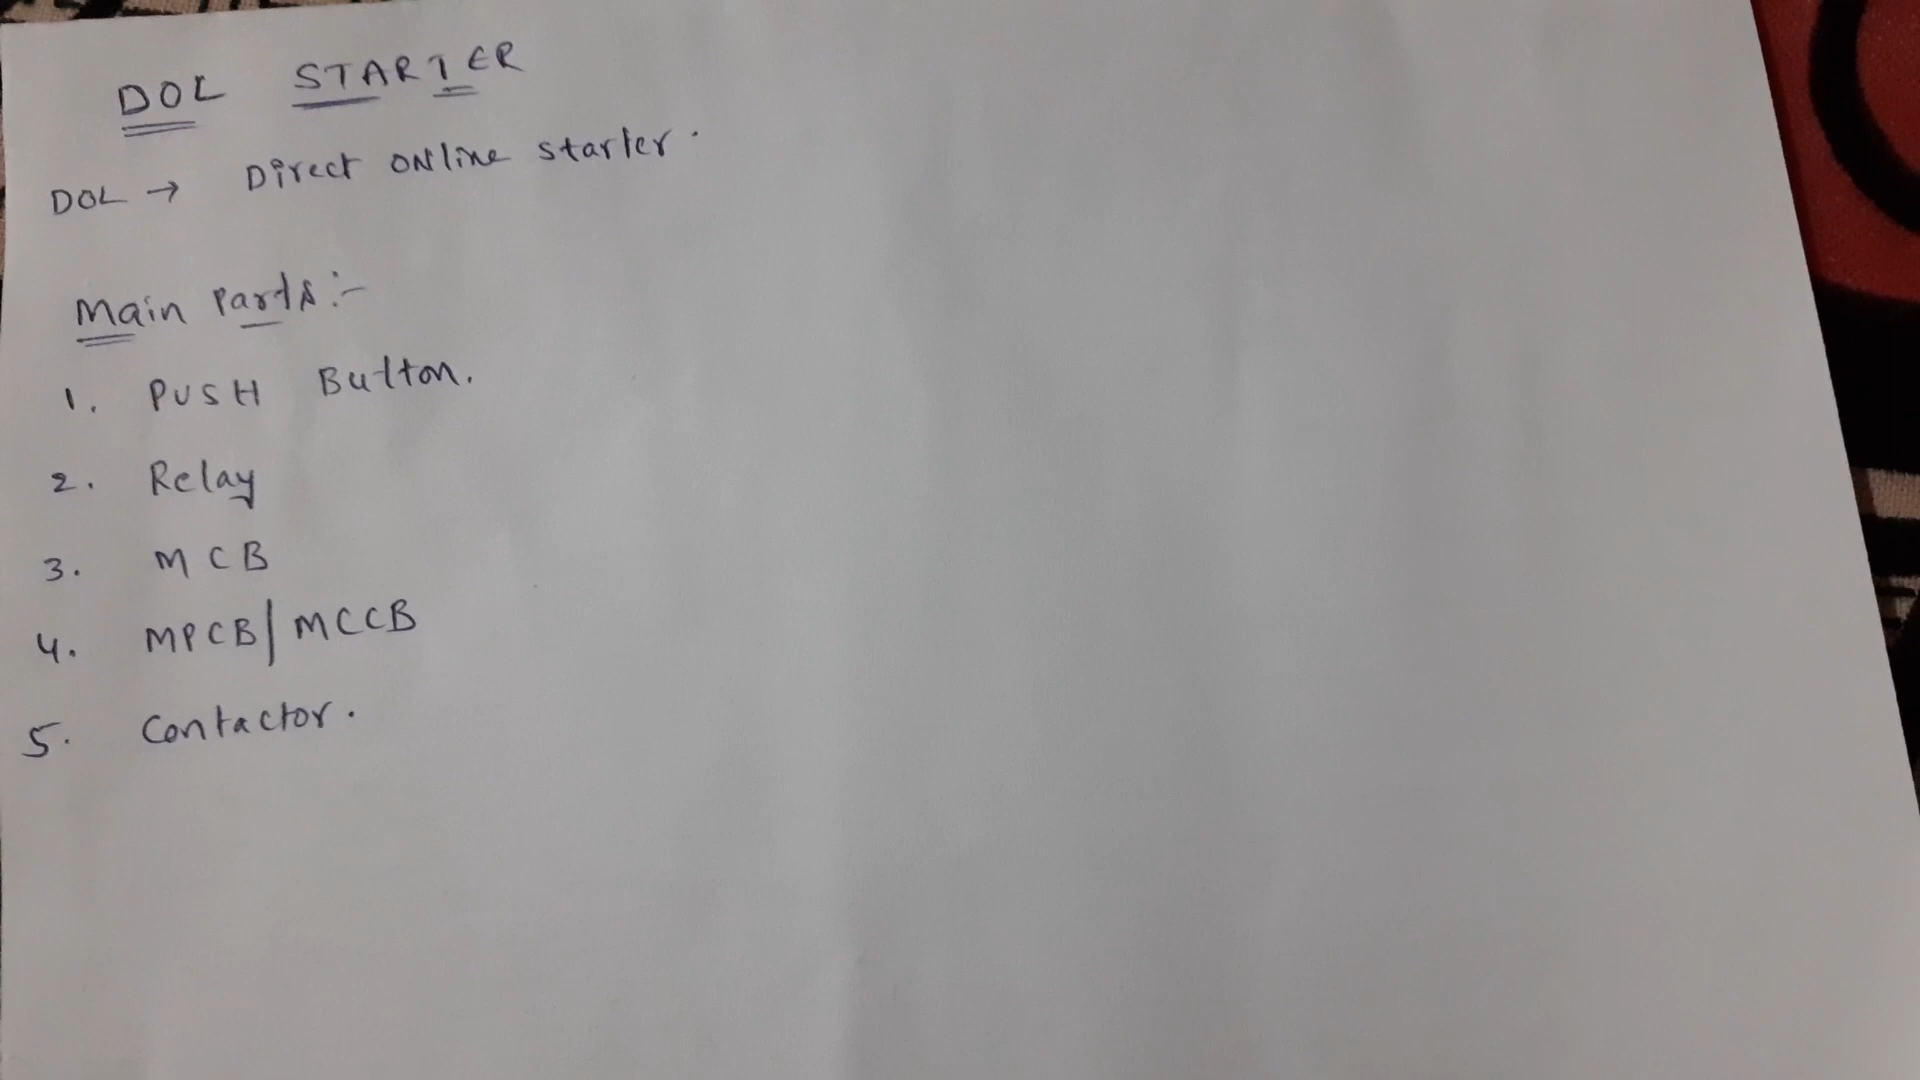 DOL STARTER
DOL → Direct ONline starter.
Main Parts :-
1. PUSH Button.
2. Relay
3. MCB
4. MPCB/MCCB
5. Contactor.